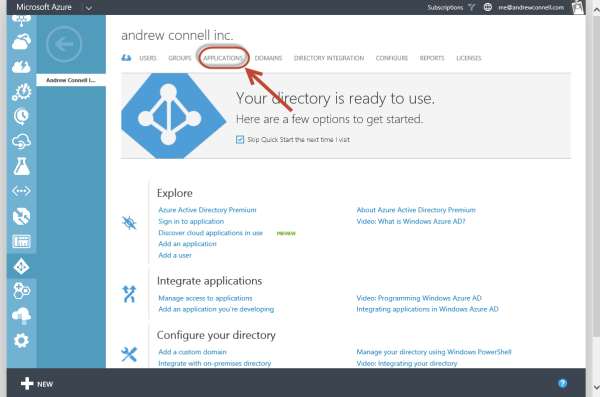 Microsoft Azure
Subscriptions
me@andrewconnell.com
Andrew Connell I...
andrew connell inc.
USERS GROUPS APPLICATIONS DOMAINS DIRECTORY INTEGRATION CONFIGURE REPORTS LICENSES
Your directory is ready to use.
Here are a few options to get started.
Skip Quick Start the next time I visit
Explore
Azure Active Directory Premium
About Azure Active Directory Premium
Sign in to application
Video: What is Windows Azure AD?
Discover cloud applications in use PREVIEW
Add an application
Add a user
Integrate applications
Manage access to applications
Video: Programming Windows Azure AD
Add an application you're developing
Integrating applications in Windows Azure AD
Configure your directory
Add a custom domain
Manage your directory using Windows PowerShell
Integrate with on-premises directory
Video: Integrating your directory
NEW